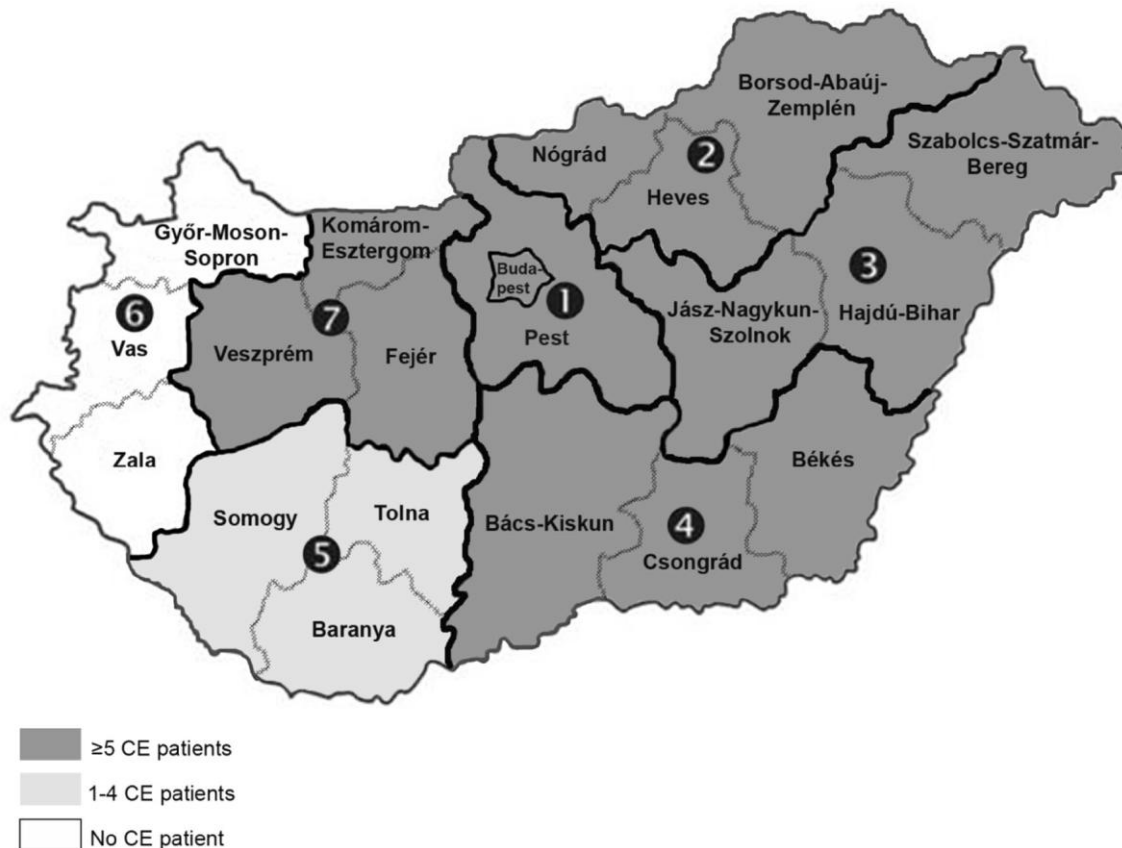 Borsod-Abaúj-
Zemplén
Szabolcs-Szatmár-
Bereg
Nógrád
2
Heves
Győr-Moson-
Sopron
Komárom-
Esztergom
Buda-
pest
1
Pest
3
Hajdú-Bihar
Jász-Nagykun-
Szolnok
6
Vas
7
Veszprém
Fejér
Zala
Békés
Somogy
Tolna
5
Baranya
Bács-Kiskun
4
Csongrád
≥5 CE patients
1-4 CE patients
No CE patient